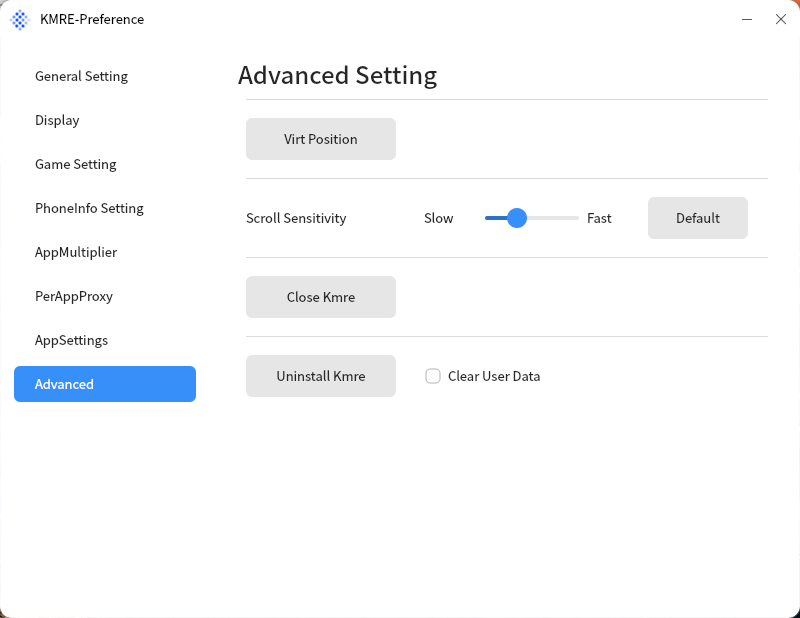 KMRE-Preference
General Setting
Display
Game Setting
PhoneInfo Setting
AppMultiplier
PerAppProxy
AppSettings
Advanced
Advanced Setting
Virt Position
Scroll Sensitivity Slow Fast Default
Close Kmre
Uninstall Kmre Clear User Data